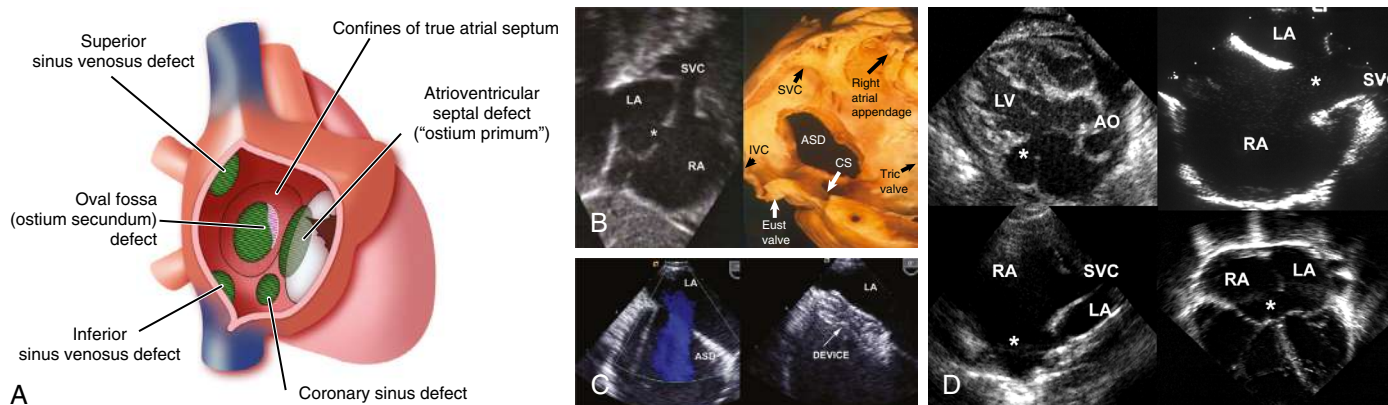 Superior
sinus venosus defect
Confines of true atrial septum
Atrioventricular
septal defect
(“ostium primum”)
Oval fossa
(ostium secundum)
defect
Inferior
sinus venosus defect
Coronary sinus defect
A
SVC
LA
*
RA
B
SVC
Right
atrial
appendage
IVC
ASD
CS
Tric
valve
Eust
valve
LA
ASD
C
LA
DEVICE
LV
AO
*
LA
*
SVC
RA
RA
SVC
LA
*
D
RA
LA
*